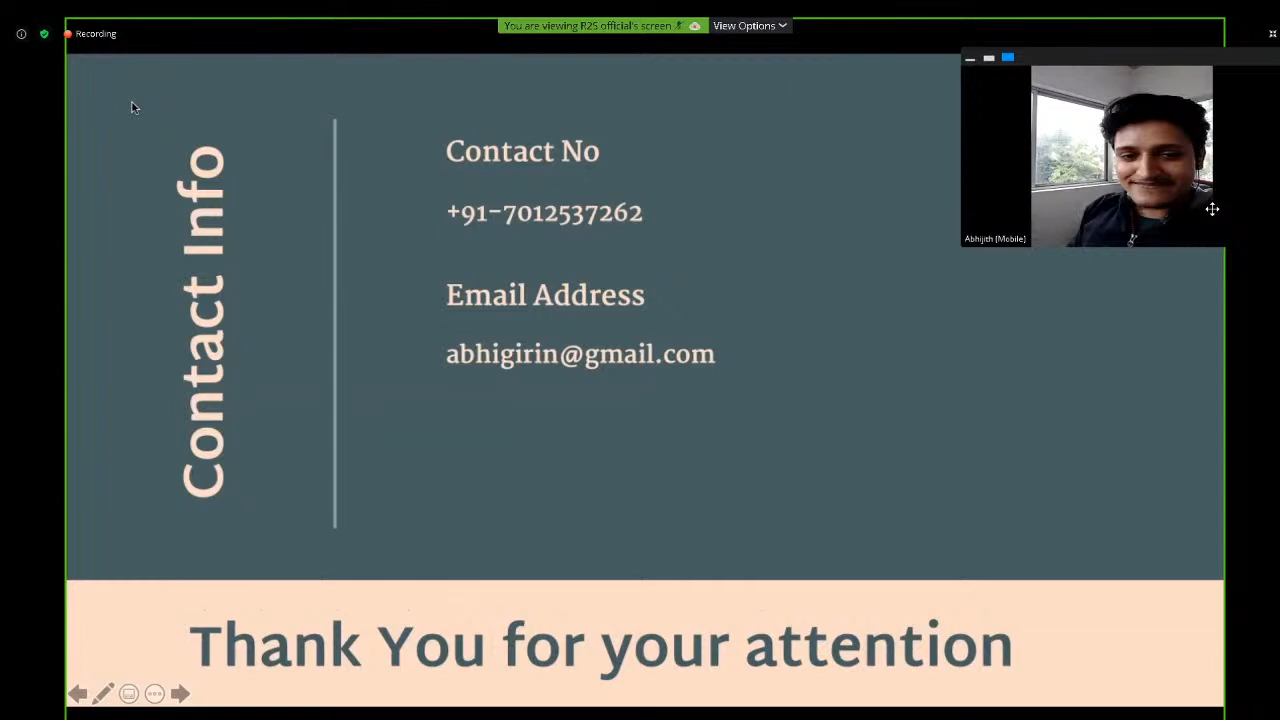 You are viewing R2S official's screen
View Options
Recording
Contact Info
Contact No
+91-7012537262
Email Address
abhigirin@gmail.com
Abhijith [Mobile]
Thank You for your attention